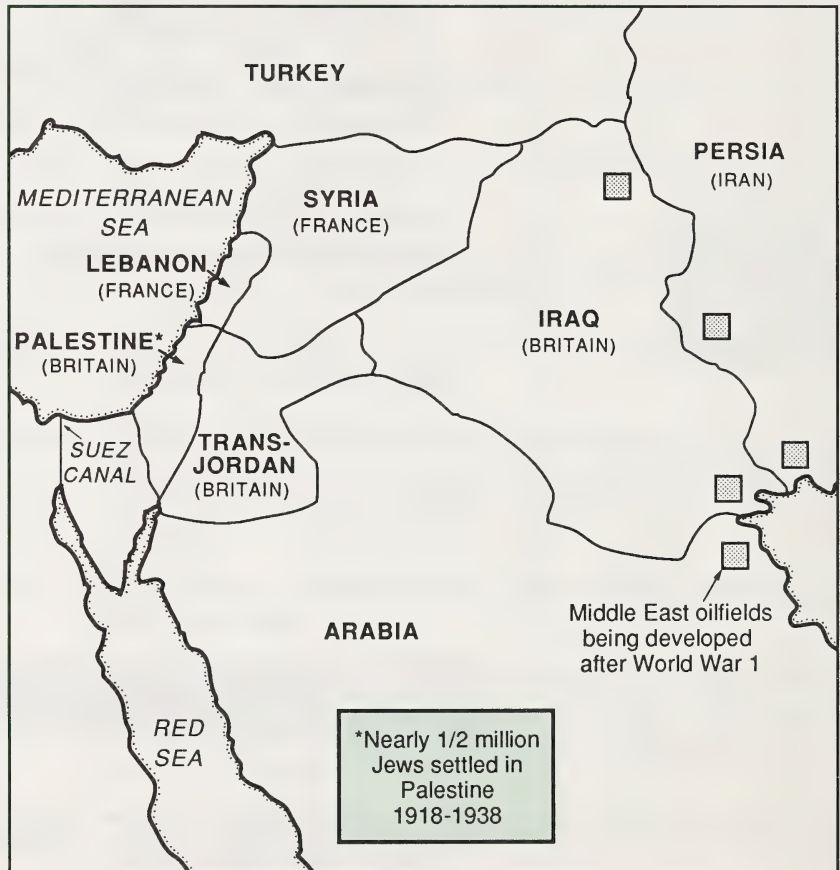 TURKEY
PERSIA
(IRAN)
MEDITERRANEAN
SEA
SYRIA
(FRANCE)
LEBANON
(FRANCE)
PALESTINE*
(BRITAIN)
IRAQ
(BRITAIN)
SUEZ
CANAL
TRANS-
JORDAN
(BRITAIN)
ARABIA
Middle East oilfields
being developed
after World War 1
RED
SEA
*Nearly 1/2 million
Jews settled in
Palestine
1918-1938